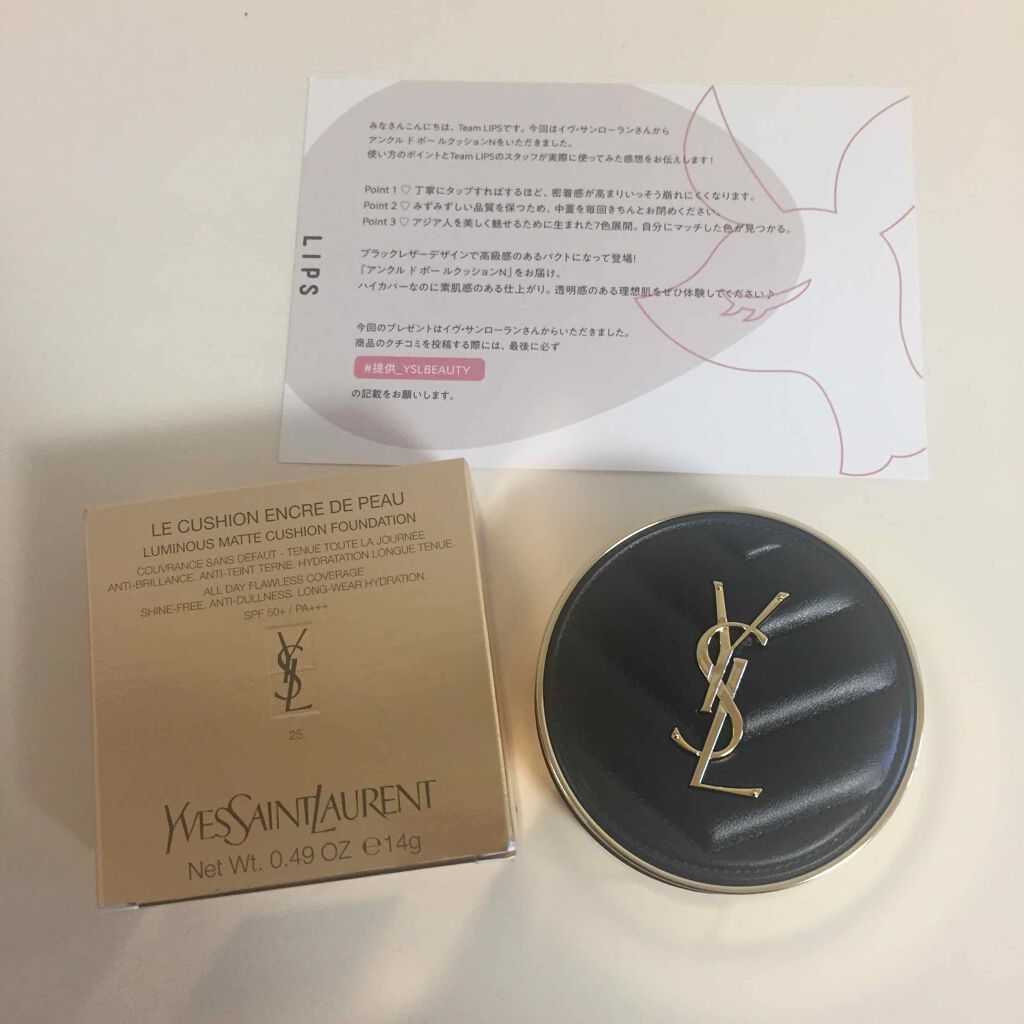 みなさんこんにちは、Team LIPSです。今回はイヴ・サンローランさんから
アンクル ド ポー ルクッションNをいただきました。
使い方のポイントとTeam LIPSのスタッフが実際に使ってみた感想をお伝えします！
Point 1 ♡ 丁寧にタップすればするほど、密着感が高まりいっそう崩れにくくなります。
Point 2 ♡ みずみずしい品質を保つため、中蓋を毎回きちんとお閉めください。
Point 3 ♡ アジア人を美しく魅せるために生まれた7色展開。自分にマッチした色が見つかる。
ブラックレザーデザインで高級感のあるパクトになって登場!
『アンクル ド ポー ルクッションN』をお届け。
ハイカバーなのに素肌感のある仕上がり。透明感のある理想肌をぜひ体験してください♪
今回のプレゼントはイヴ・サンローランさんからいただきました。
商品のクチコミを投稿する際には、最後に必ず
#提供_YSLBEAUTY
の記載をお願いします。
LIPS
LE CUSHION ENCRE DE PEAU
LUMINOUS MATTE CUSHION FOUNDATION
COUVRANCE SANS DÉFAUT - TENUE TOUTE LA JOURNÉE
ANTI-BRILLANCE. ANTI-TEINT TERNE. HYDRATATION LONGUE TENUE.
ALL DAY FLAWLESS COVERAGE
SHINE-FREE. ANTI-DULLNESS. LONG-WEAR HYDRATION.
SPF 50+ / PA+++
YSL
25
YVESSAINTLAURENT
Net Wt. 0.49 OZ ℮14g
YSL